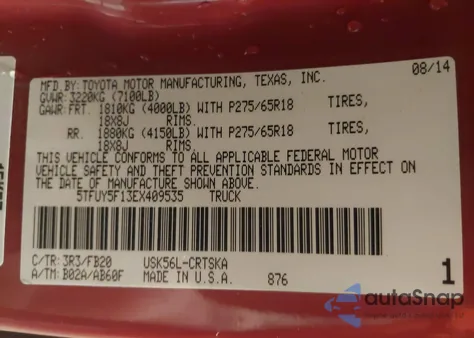 MFD BY: TOYOTA MOTOR MANUFACTURING, TEXAS, INC. 08/14
GVWR: 3220KG (7100LB)
GAWR: FRT. 1810KG (4000LB) WITH P275/65R18 TIRES,
18X8J RIMS.
RR. 1880KG (4150LB) WITH P275/65R18 TIRES,
18X8J RIMS.
THIS VEHICLE CONFORMS TO ALL APPLICABLE FEDERAL MOTOR
VEHICLE SAFETY AND THEFT PREVENTION STANDARDS IN EFFECT ON
THE DATE OF MANUFACTURE SHOWN ABOVE.
5TFUY5F13EX409535 TRUCK
C/TR: 3R3/FB20 USK56L-CRTSKA
A/TM: B02A/AB60F MADE IN U.S.A. 876 1
autoSnap